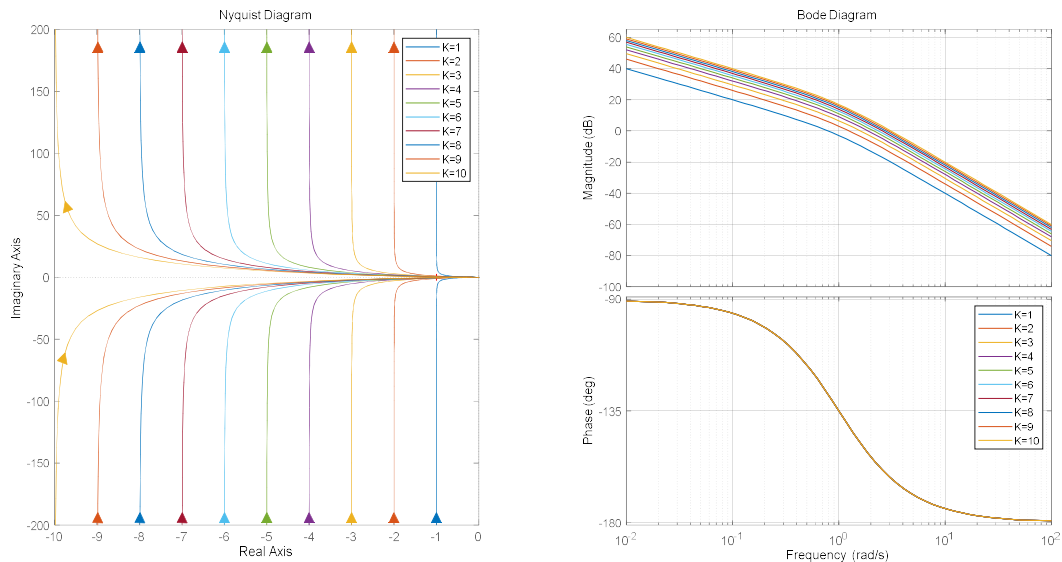 Nyquist Diagram
200
150
100
50
0
-50
-100
-150
-200
Imaginary Axis
-10 -9 -8 -7 -6 -5 -4 -3 -2 -1 0
Real Axis
K=1
K=2
K=3
K=4
K=5
K=6
K=7
K=8
K=9
K=10
Bode Diagram
60
40
20
0
-20
-40
-60
-80
-100
Magnitude (dB)
-90
-135
-180
Phase (deg)
K=1
K=2
K=3
K=4
K=5
K=6
K=7
K=8
K=9
K=10
10⁻² 10⁻¹ 10⁰ 10¹ 10²
Frequency (rad/s)